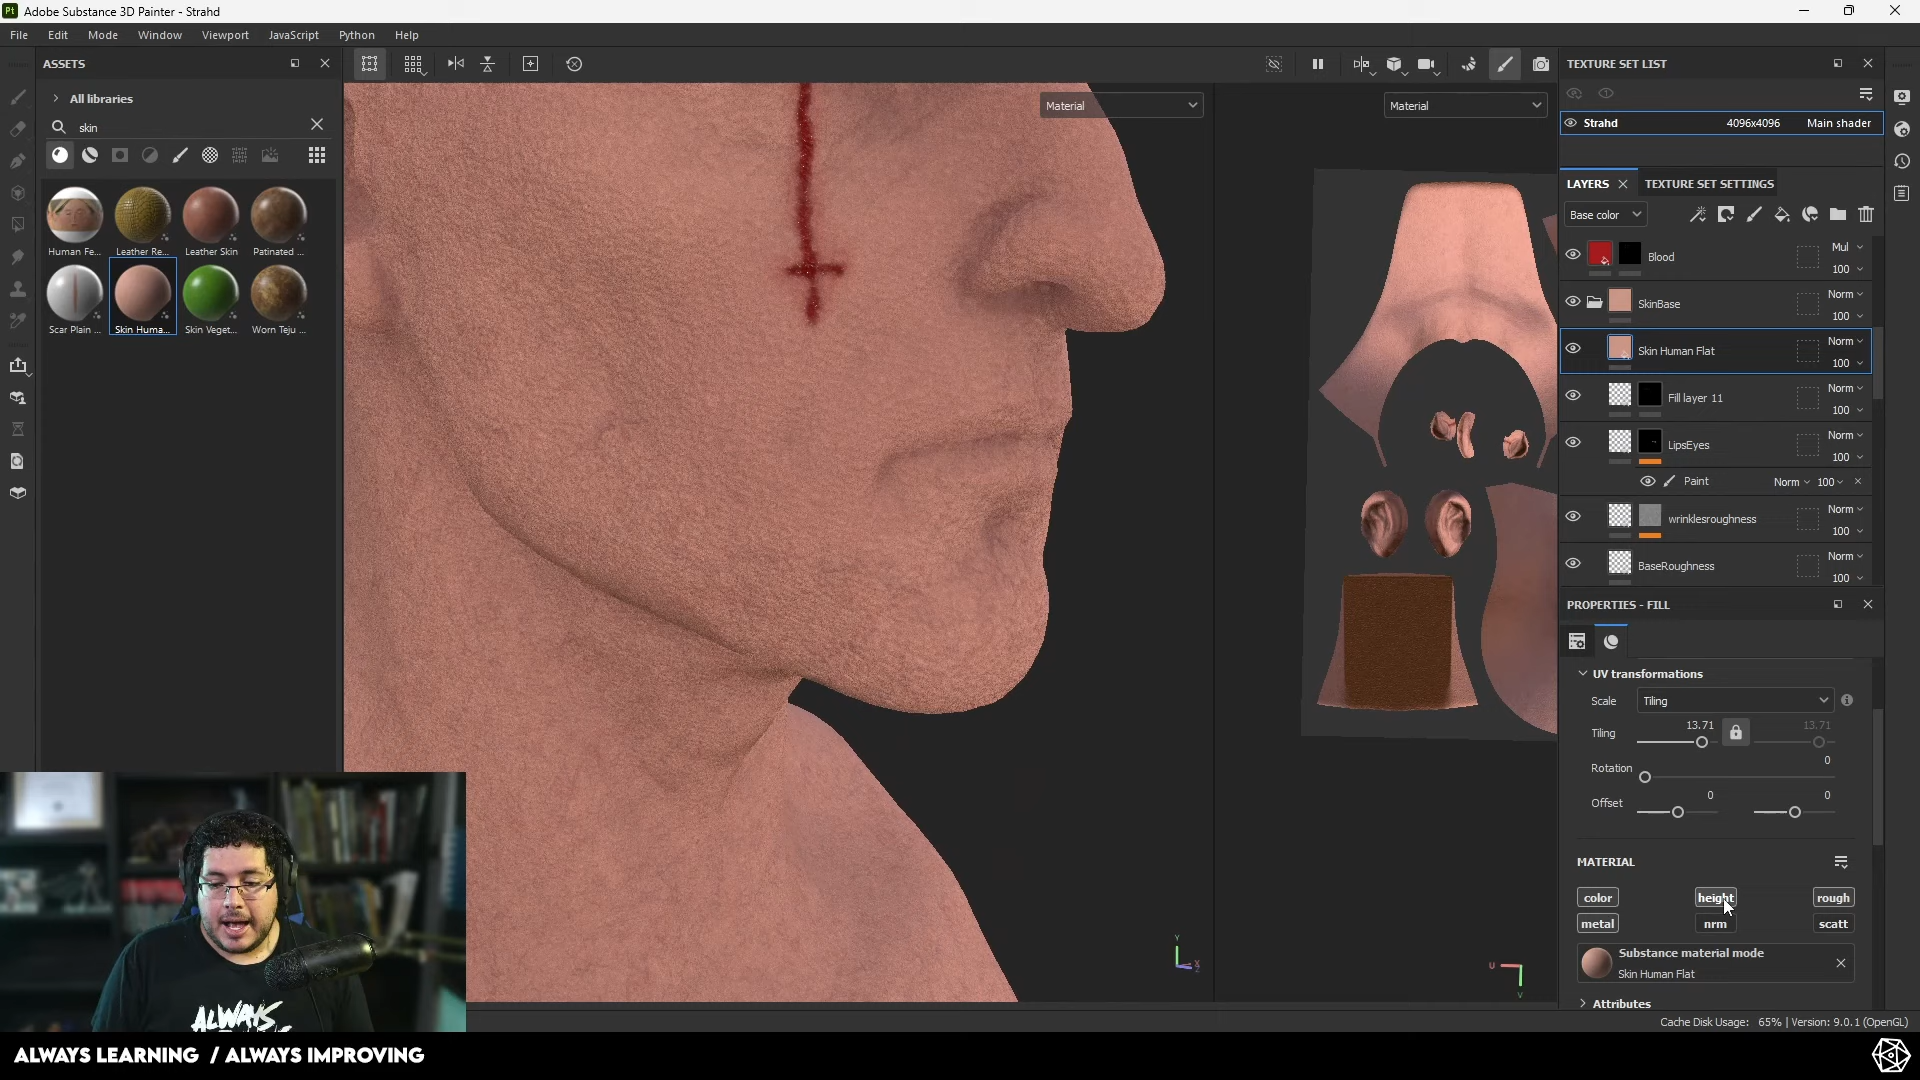 Pt
Adobe Substance 3D Painter - Strahd
File Edit Mode Window Viewport JavaScript Python Help
ASSETS
All libraries
skin
Human Fe...
Leather Re...
Leather Skin
Patinated ...
Scar Plain ...
Skin Huma...
Skin Veget...
Worn Teju ...
Material
Material
Y
X
Z
U
V
TEXTURE SET LIST
Strahd 4096x4096 Main shader
LAYERS TEXTURE SET SETTINGS
Base color
Blood Mul 100
SkinBase Norm 100
Skin Human Flat Norm 100
Fill layer 11 Norm 100
LipsEyes Norm 100
Paint Norm 100
wrinklesroughness Norm 100
BaseRoughness Norm 100
PROPERTIES - FILL
UV transformations
Scale Tiling
Tiling 13.71 13.71
Rotation 0
Offset 0 0
MATERIAL
color height rough
metal nrm scatt
Substance material mode
Skin Human Flat
Attributes
Cache Disk Usage: 65% | Version: 9.0.1 (OpenGL)
ALWAYS
ALWAYS LEARNING / ALWAYS IMPROVING